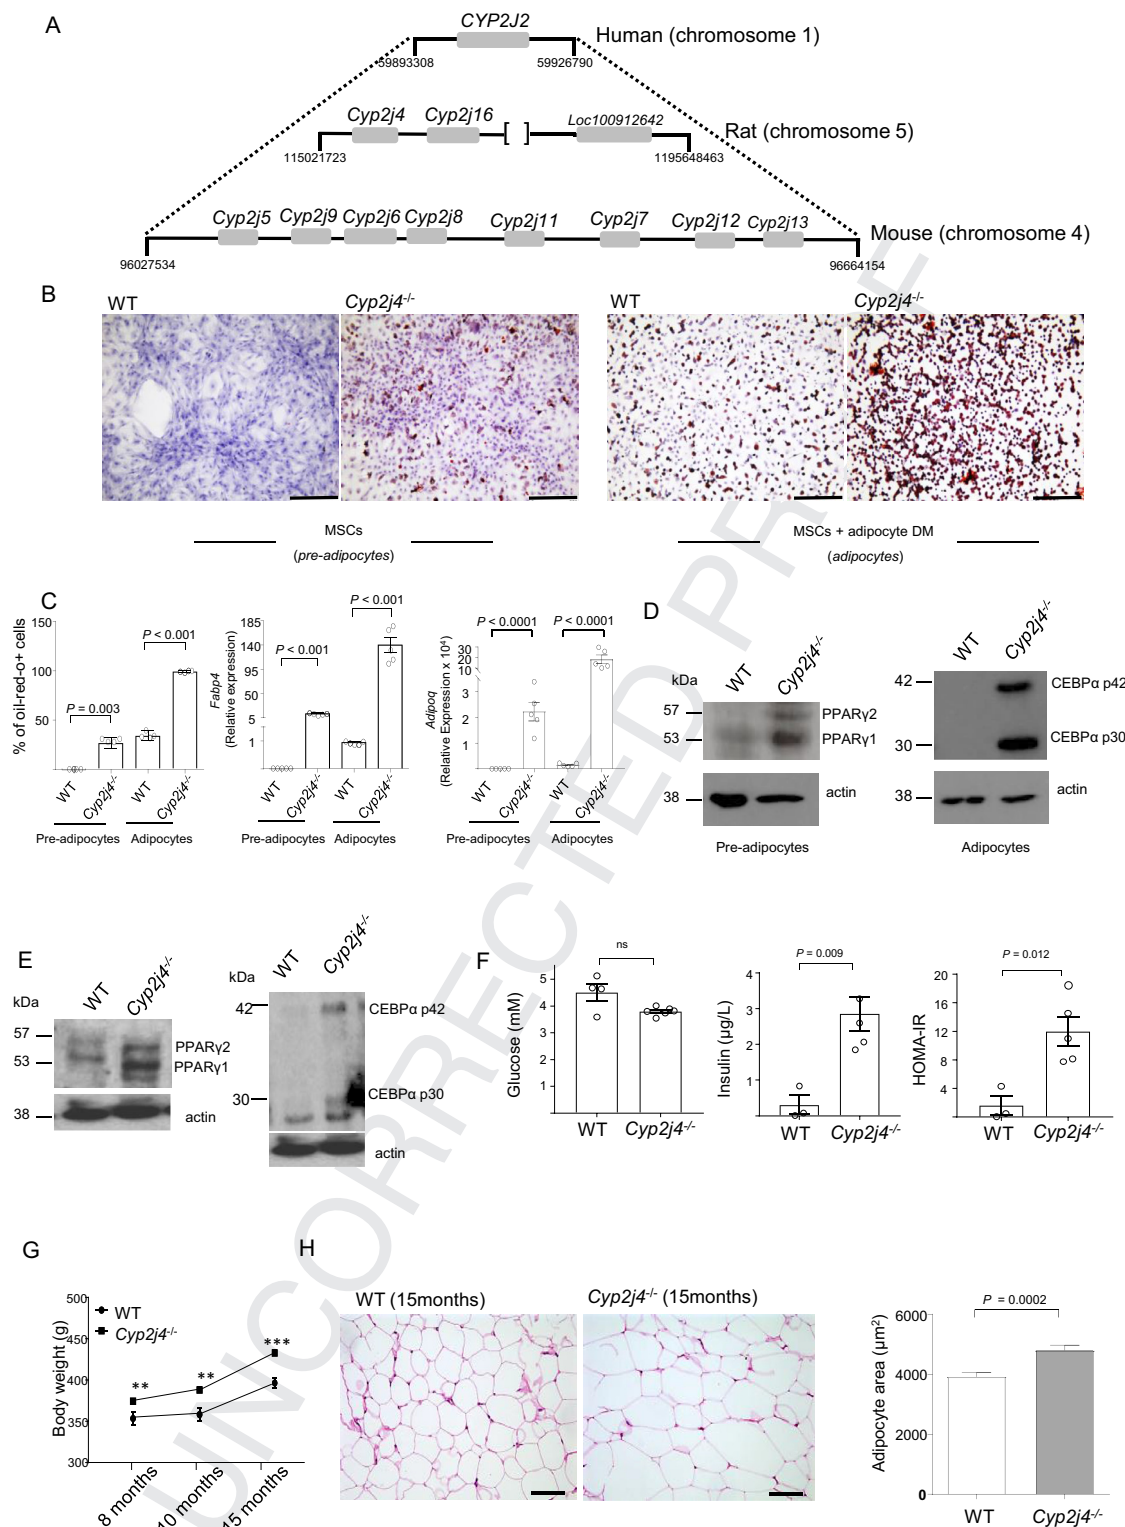 A
CYP2J2
Human (chromosome 1)
59893308
59926790
Cyp2j4
Cyp2j16
[ ]
Loc100912642
Rat (chromosome 5)
115021723
1195648463
Cyp2j5
Cyp2j9
Cyp2j6
Cyp2j8
Cyp2j11
Cyp2j7
Cyp2j12
Cyp2j13
Mouse (chromosome 4)
96027534
96664154
B
WT
Cyp2j4-/-
WT
Cyp2j4-/-
MSCs
(pre-adipocytes)
MSCs + adipocyte DM
(adipocytes)
C
% of oil-red-o+ cells
150
100
50
P = 0.003
P < 0.001
WT
Cyp2j4-/-
WT
Cyp2j4-/-
Pre-adipocytes
Adipocytes
Fabp4
(Relative expression)
185
140
95
50
5
1
P < 0.001
P < 0.001
WT
Cyp2j4-/-
WT
Cyp2j4-/-
Pre-adipocytes
Adipocytes
Adipoq
(Relative Expression x 10⁴)
30
20
10
3
2
1
P < 0.0001
P < 0.0001
WT
Cyp2j4-/-
WT
Cyp2j4-/-
Pre-adipocytes
Adipocytes
D
kDa
WT
Cyp2j4-/-
57
PPARγ2
53
PPARγ1
38
actin
Pre-adipocytes
WT
Cyp2j4-/-
42
CEBPα p42
30
CEBPα p30
38
actin
Adipocytes
E
kDa
WT
Cyp2j4-/-
57
PPARγ2
53
PPARγ1
38
actin
kDa
WT
Cyp2j4-/-
42
CEBPα p42
30
CEBPα p30
actin
F
Glucose (mM)
5
4
3
2
1
ns
WT
Cyp2j4-/-
Insulin (µg/L)
4
3
2
1
P = 0.009
WT
Cyp2j4-/-
HOMA-IR
20
16
12
8
4
P = 0.012
WT
Cyp2j4-/-
G
Body weight (g)
500
450
400
350
300
WT
Cyp2j4-/-
**
**
***
8 months
10 months
15 months
H
WT (15months)
Cyp2j4-/- (15months)
Adipocyte area (µm²)
6000
4000
2000
0
P = 0.0002
WT
Cyp2j4-/-
UNCORRECTED PROOF